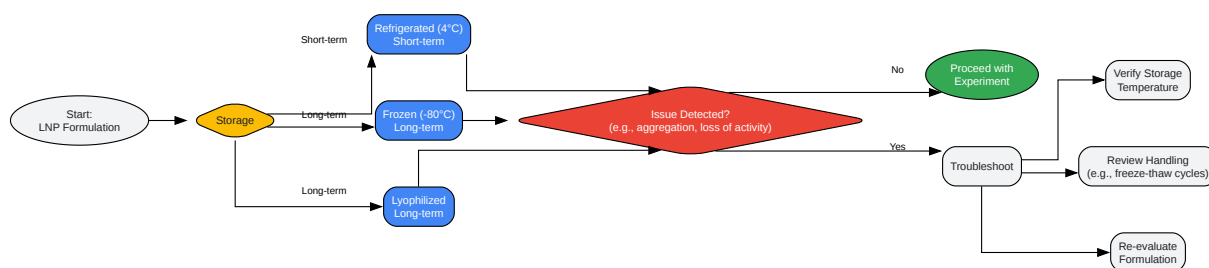 Start:
LNP Formulation
Storage
Short-term
Long-term
Long-term
Refrigerated (4°C)
Short-term
Frozen (-80°C)
Long-term
Lyophilized
Long-term
Issue Detected?
(e.g., aggregation, loss of activity)
No
Yes
Proceed with
Experiment
Troubleshoot
Verify Storage
Temperature
Review Handling
(e.g., freeze-thaw cycles)
Re-evaluate
Formulation